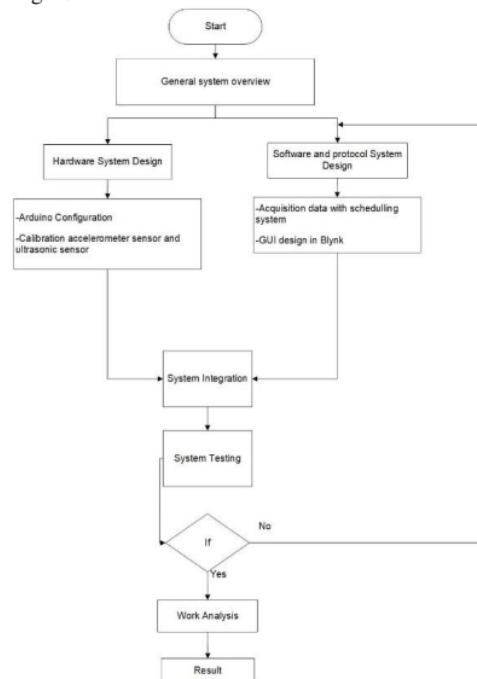 Start
General system overview
Hardware System Design
Software and protocol System
Design
-Arduino Configuration
-Calibration accelerometer sensor and
ultrasonic sensor
-Acquisition data with schedulling
system
-GUI design in Blynk
System Integration
System Testing
If
No
Yes
Work Analysis
Result